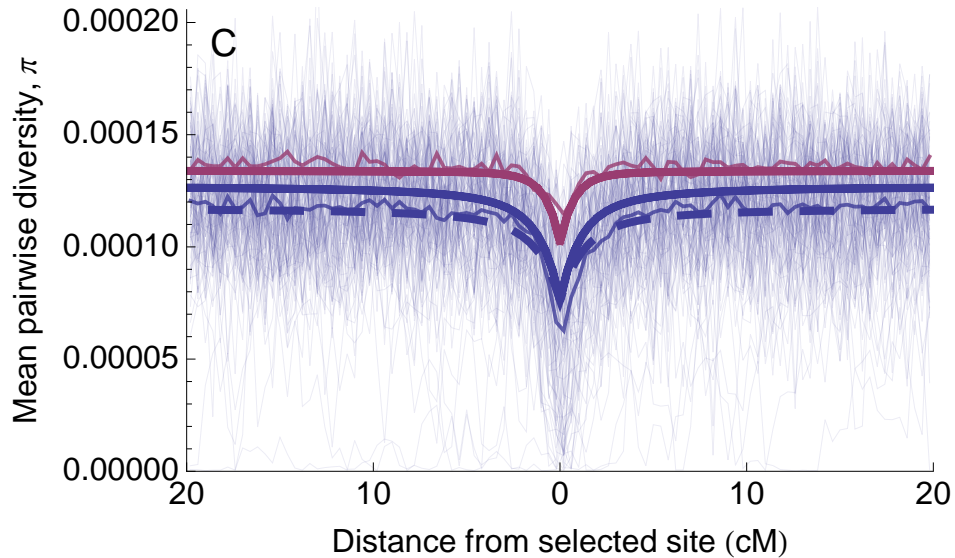 C
Mean pairwise diversity, π
0.00020
0.00015
0.00010
0.00005
0.00000
20 10 0 10 20
Distance from selected site (cM)